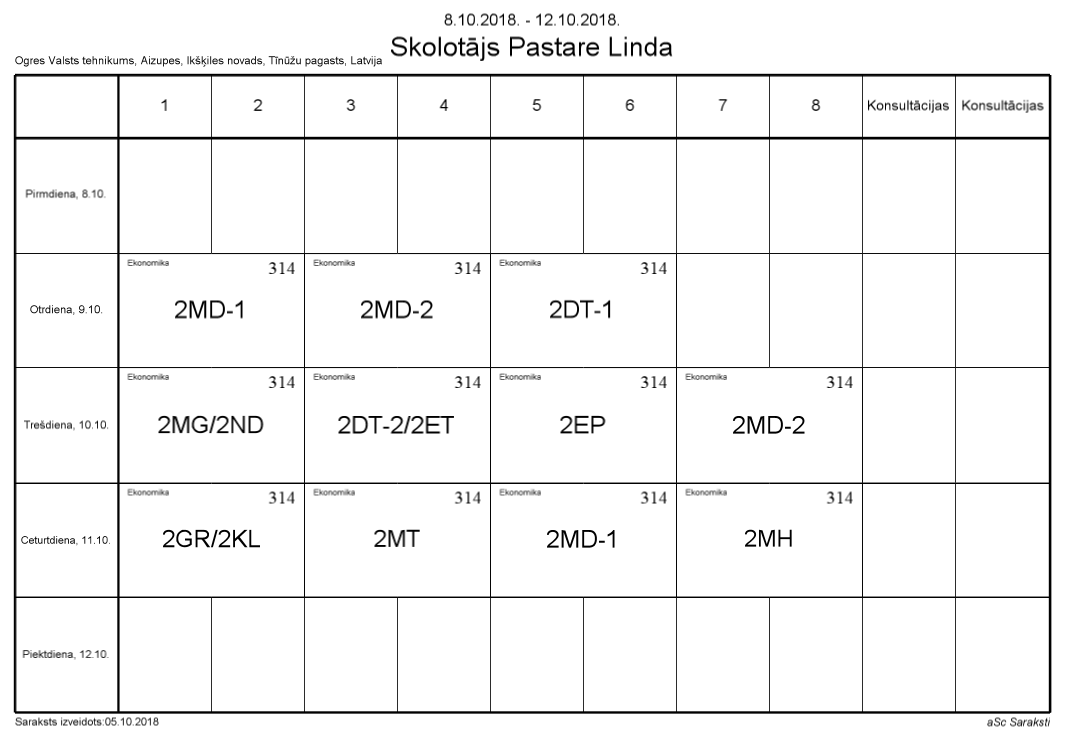 8.10.2018. - 12.10.2018.
Skolotājs Pastare Linda
Ogres Valsts tehnikums, Aizupes, Ikšķiles novads, Tīnūžu pagasts, Latvija
1 2 3 4 5 6 7 8 Konsultācijas Konsultācijas
Pirmdiena, 8.10.
Ekonomika 314 Ekonomika 314 Ekonomika 314
Otrdiena, 9.10. 2MD-1 2MD-2 2DT-1
Ekonomika 314 Ekonomika 314 Ekonomika 314 Ekonomika 314
Trešdiena, 10.10. 2MG/2ND 2DT-2/2ET 2EP 2MD-2
Ekonomika 314 Ekonomika 314 Ekonomika 314 Ekonomika 314
Ceturtdiena, 11.10. 2GR/2KL 2MT 2MD-1 2MH
Piektdiena, 12.10.
Saraksts izveidots:05.10.2018 aSc Saraksti